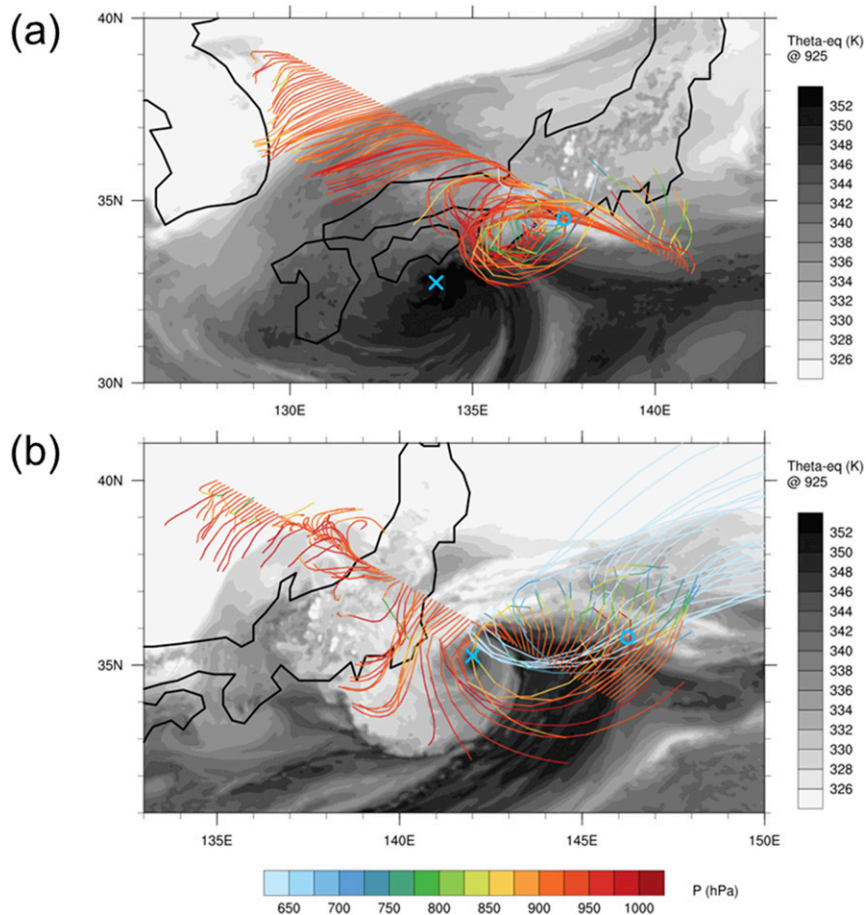 (a)
40N
35N
30N
130E 135E 140E
Theta-eq (K)
@ 925
352
350
348
346
344
342
340
338
336
334
332
330
328
326
(b)
40N
35N
135E 140E 145E 150E
Theta-eq (K)
@ 925
352
350
348
346
344
342
340
338
336
334
332
330
328
326
650 700 750 800 850 900 950 1000 P (hPa)